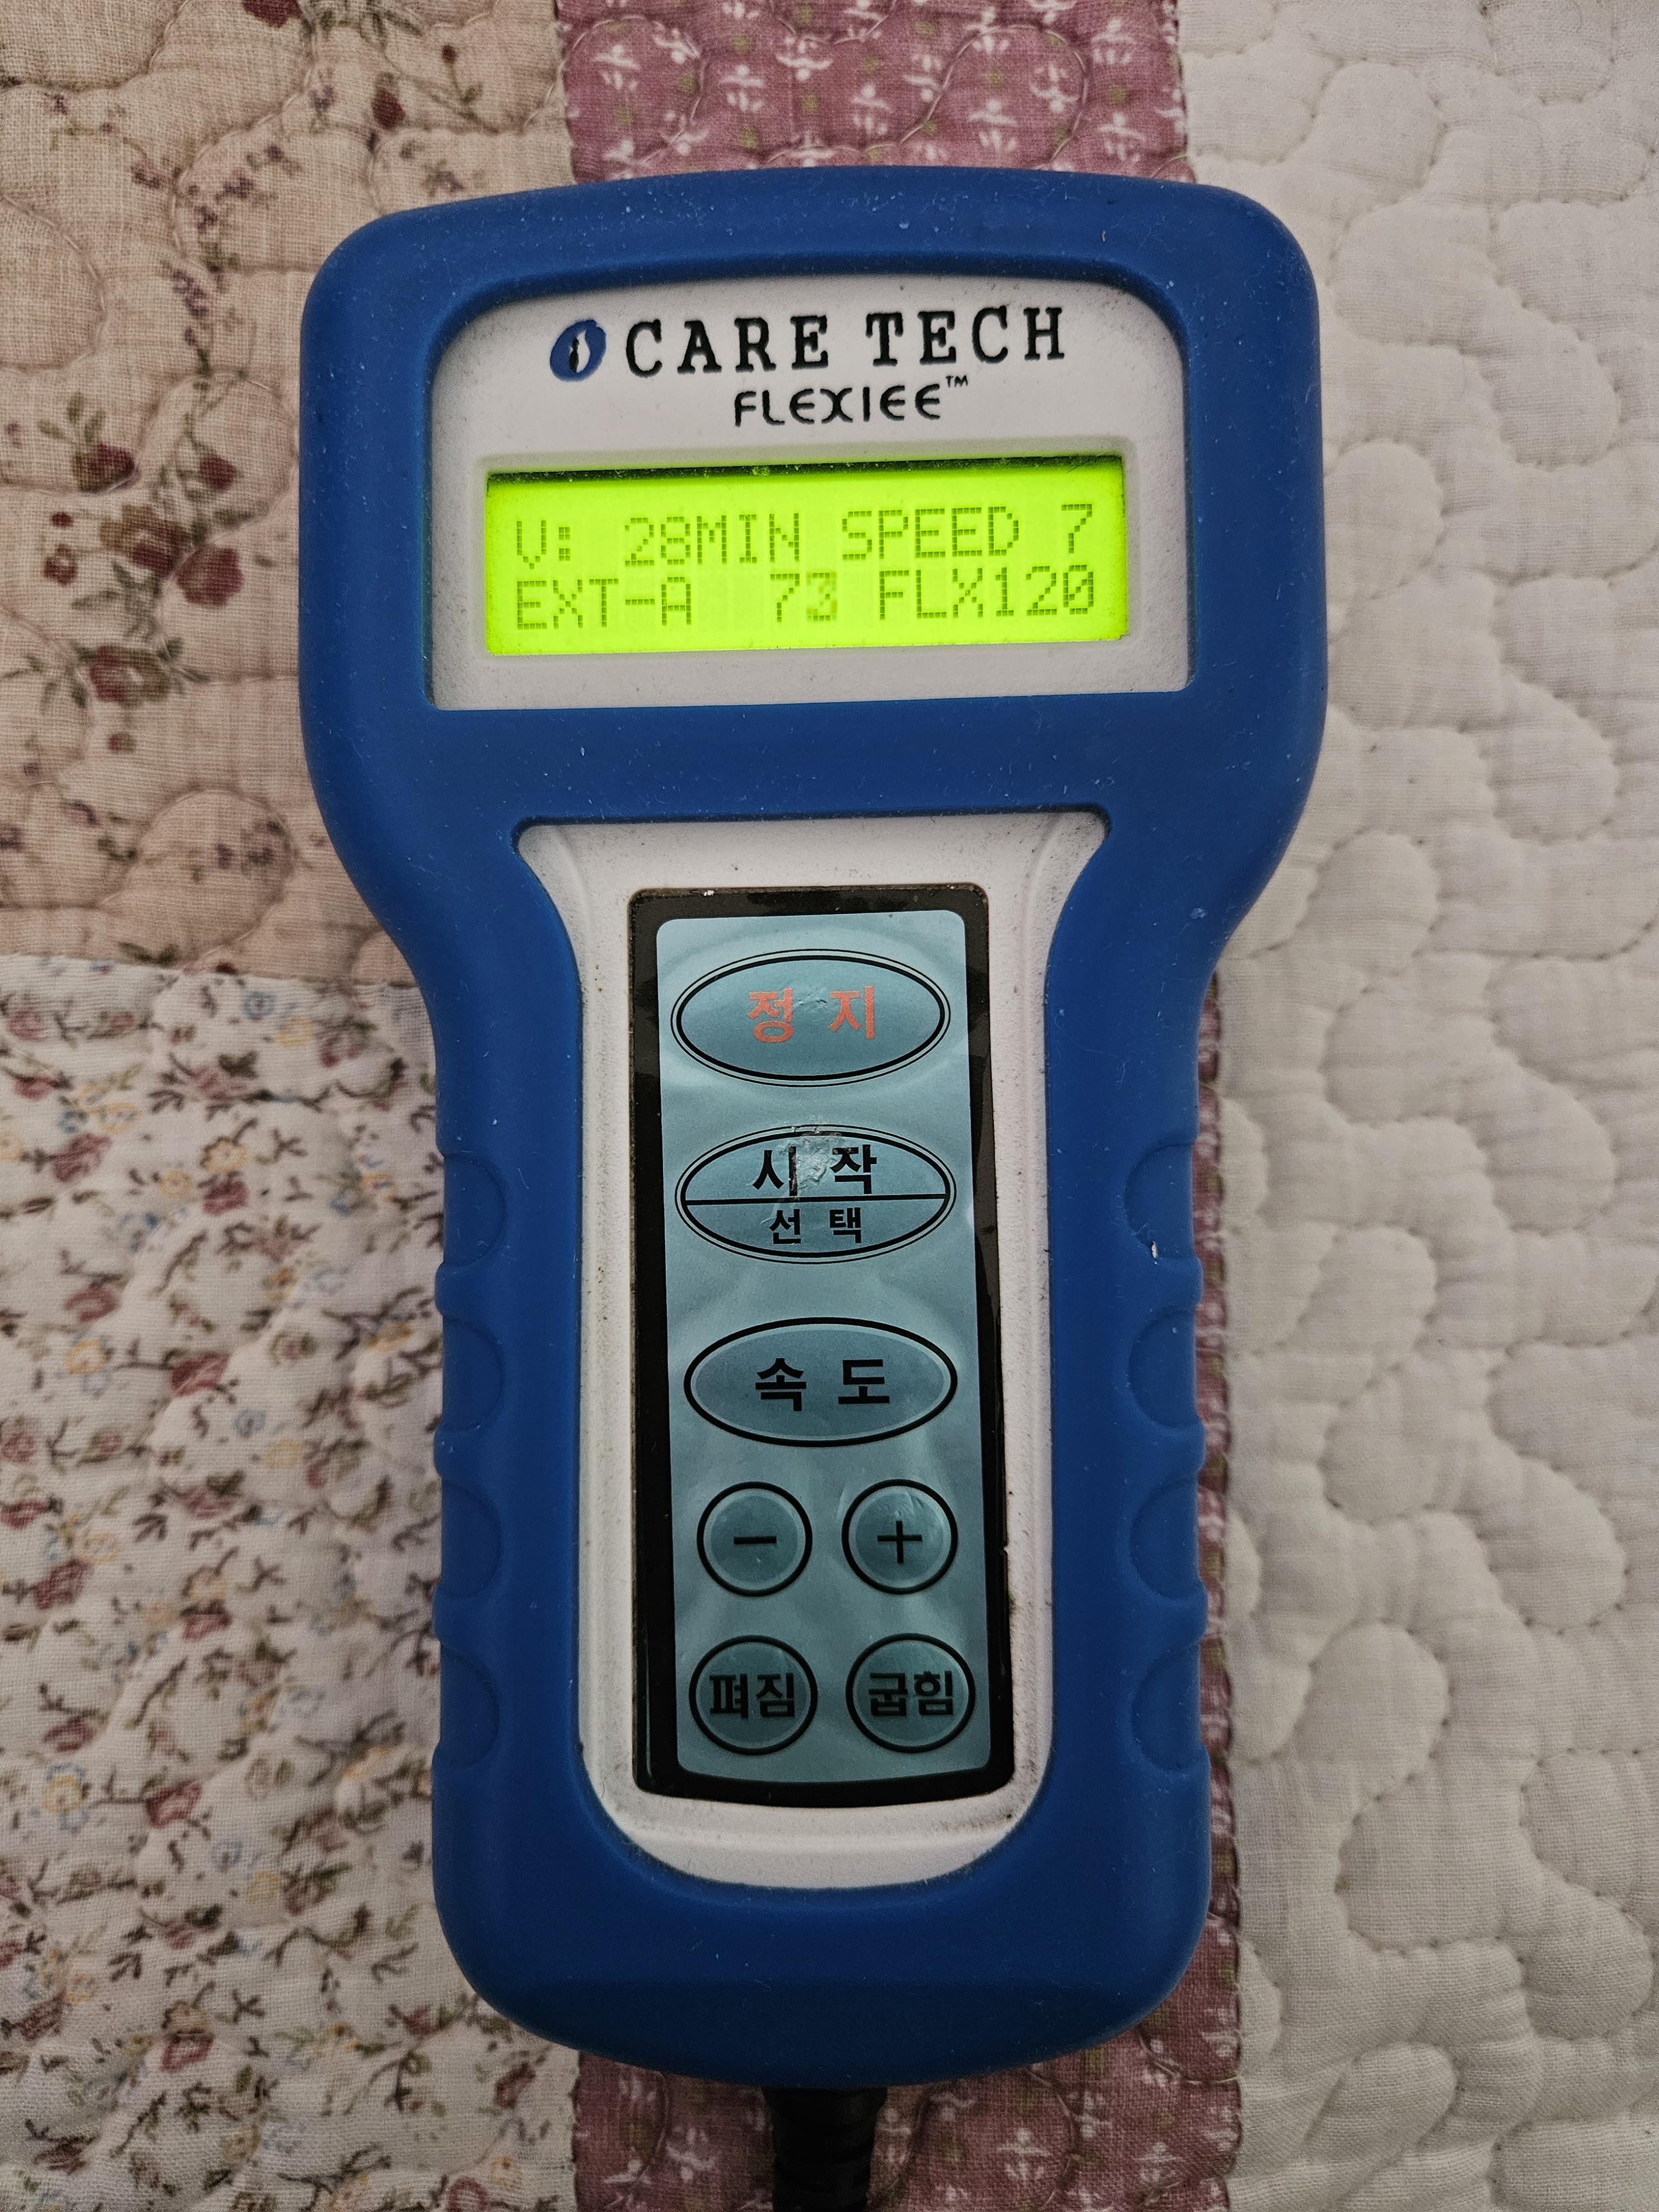 CARE TECH
FLEXIEE™
V: 28MIN SPEED 7
EXT-A FLX120
정지
시작
선택
속도
- +
펴짐 굽힘